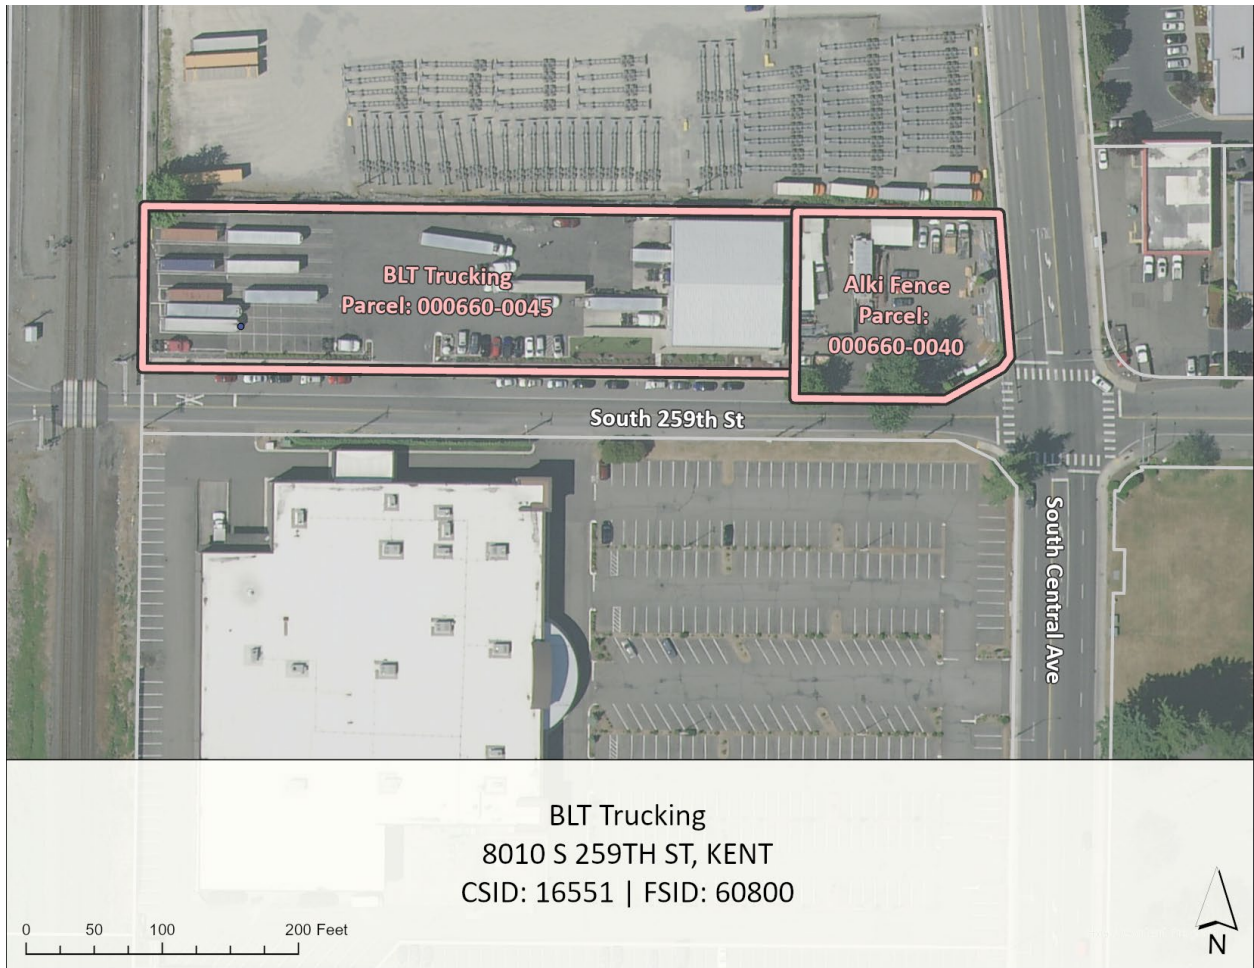 BLT Trucking
Parcel: 000660-0045
Alki Fence
Parcel:
000660-0040
South 259th St
South Central Ave
BLT Trucking
8010 S 259TH ST, KENT
CSID: 16551 | FSID: 60800
0 50 100 200 Feet
N